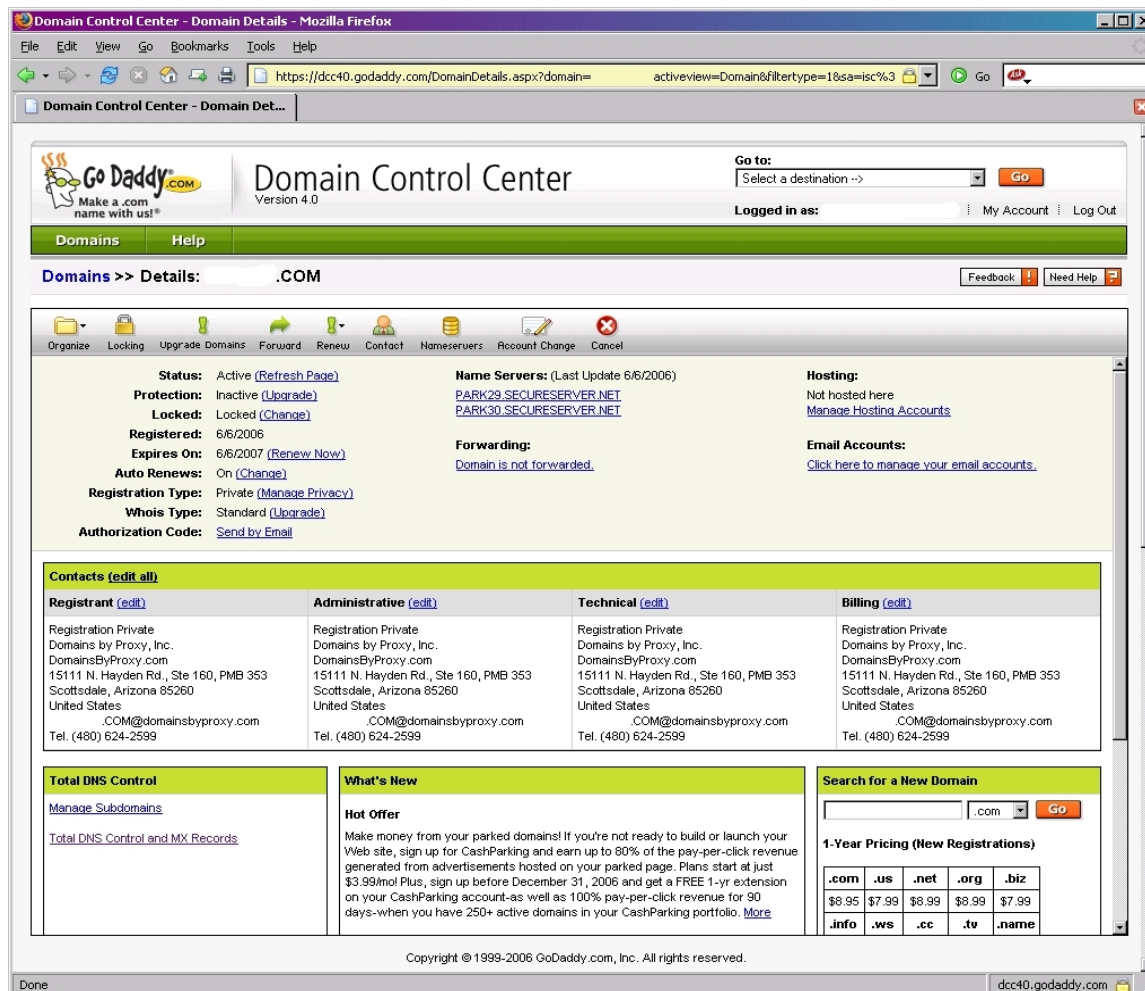 Domain Control Center - Domain Details - Mozilla Firefox
File Edit View Go Bookmarks Tools Help
https://dcc40.godaddy.com/DomainDetails.aspx?domain= activeview=Domain&filtertype=1&sa=isc%3 Go Ask
Domain Control Center - Domain Det...
Go Daddy.COM
Make a .com
name with us!®
Domain Control Center
Version 4.0
Go to:
Select a destination --> Go
Logged in as: My Account Log Out
Domains Help
Domains >> Details: .COM
Feedback ! Need Help ?
Organize Locking Upgrade Domains Forward Renew Contact Nameservers Account Change Cancel
Status: Active (Refresh Page)
Protection: Inactive (Upgrade)
Locked: Locked (Change)
Registered: 6/6/2006
Expires On: 6/6/2007 (Renew Now)
Auto Renews: On (Change)
Registration Type: Private (Manage Privacy)
Whois Type: Standard (Upgrade)
Authorization Code: Send by Email
Name Servers: (Last Update 6/6/2006)
PARK29.SECURESERVER.NET
PARK30.SECURESERVER.NET
Forwarding:
Domain is not forwarded.
Hosting:
Not hosted here
Manage Hosting Accounts
Email Accounts:
Click here to manage your email accounts.
Contacts (edit all)
Registrant (edit)
Registration Private
Domains by Proxy, Inc.
DomainsByProxy.com
15111 N. Hayden Rd., Ste 160, PMB 353
Scottsdale, Arizona 85260
United States
.COM@domainsbyproxy.com
Tel. (480) 624-2599
Administrative (edit)
Registration Private
Domains by Proxy, Inc.
DomainsByProxy.com
15111 N. Hayden Rd., Ste 160, PMB 353
Scottsdale, Arizona 85260
United States
.COM@domainsbyproxy.com
Tel. (480) 624-2599
Technical (edit)
Registration Private
Domains by Proxy, Inc.
DomainsByProxy.com
15111 N. Hayden Rd., Ste 160, PMB 353
Scottsdale, Arizona 85260
United States
.COM@domainsbyproxy.com
Tel. (480) 624-2599
Billing (edit)
Registration Private
Domains by Proxy, Inc.
DomainsByProxy.com
15111 N. Hayden Rd., Ste 160, PMB 353
Scottsdale, Arizona 85260
United States
.COM@domainsbyproxy.com
Tel. (480) 624-2599
Total DNS Control
Manage Subdomains
Total DNS Control and MX Records
What's New
Hot Offer
Make money from your parked domains! If you're not ready to build or launch your
Web site, sign up for CashParking and earn up to 80% of the pay-per-click revenue
generated from advertisements hosted on your parked page. Plans start at just
$3.99/mo! Plus, sign up before December 31, 2006 and get a FREE 1-yr extension
on your CashParking account-as well as 100% pay-per-click revenue for 90
days-when you have 250+ active domains in your CashParking portfolio. More
Search for a New Domain
.com Go
1-Year Pricing (New Registrations)
.com .us .net .org .biz
$8.95 $7.99 $8.99 $8.99 $7.99
.info .ws .cc .tv .name
Copyright © 1999-2006 GoDaddy.com, Inc. All rights reserved.
Done dcc40.godaddy.com